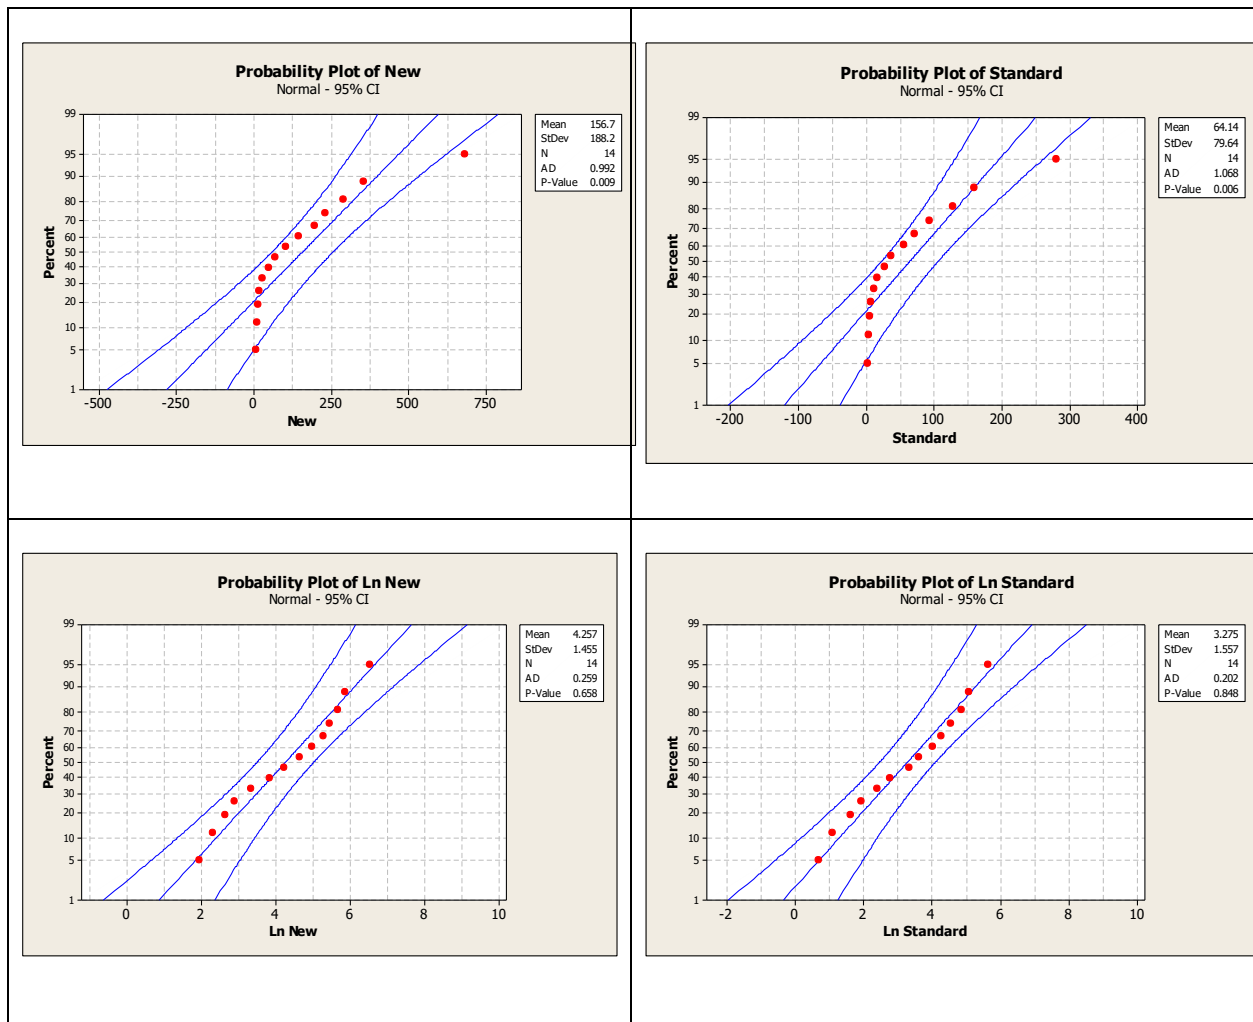 Probability Plot of New
Normal - 95% CI
99
95
90
80
70
60
50
40
30
20
10
5
1
Percent
-500 -250 0 250 500 750
New
Mean 156.7
StDev 188.2
N 14
AD 0.992
P-Value 0.009
Probability Plot of Standard
Normal - 95% CI
99
95
90
80
70
60
50
40
30
20
10
5
1
Percent
-200 -100 0 100 200 300 400
Standard
Mean 64.14
StDev 79.64
N 14
AD 1.068
P-Value 0.006
Probability Plot of Ln New
Normal - 95% CI
99
95
90
80
70
60
50
40
30
20
10
5
1
Percent
0 2 4 6 8 10
Ln New
Mean 4.257
StDev 1.455
N 14
AD 0.259
P-Value 0.658
Probability Plot of Ln Standard
Normal - 95% CI
99
95
90
80
70
60
50
40
30
20
10
5
1
Percent
-2 0 2 4 6 8 10
Ln Standard
Mean 3.275
StDev 1.557
N 14
AD 0.202
P-Value 0.848